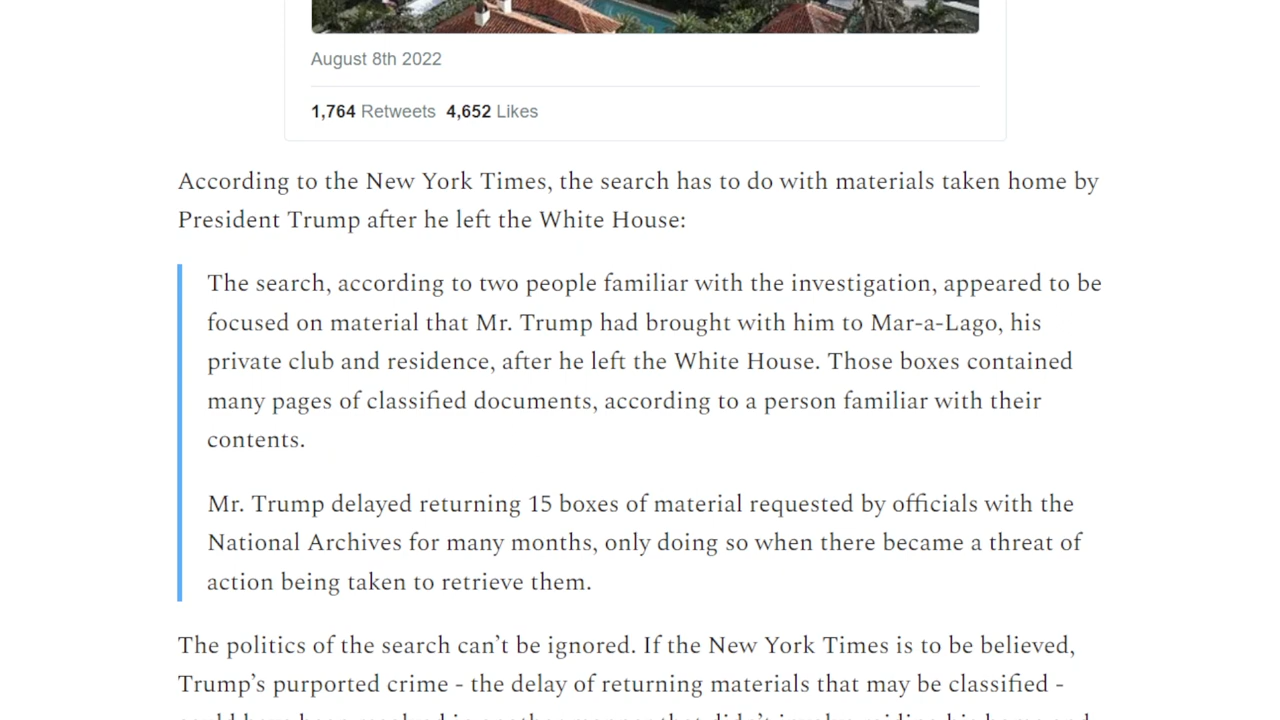 August 8th 2022
1,764 Retweets 4,652 Likes
According to the New York Times, the search has to do with materials taken home by
President Trump after he left the White House:
The search, according to two people familiar with the investigation, appeared to be
focused on material that Mr. Trump had brought with him to Mar-a-Lago, his
private club and residence, after he left the White House. Those boxes contained
many pages of classified documents, according to a person familiar with their
contents.
Mr. Trump delayed returning 15 boxes of material requested by officials with the
National Archives for many months, only doing so when there became a threat of
action being taken to retrieve them.
The politics of the search can’t be ignored. If the New York Times is to be believed,
Trump’s purported crime - the delay of returning materials that may be classified -